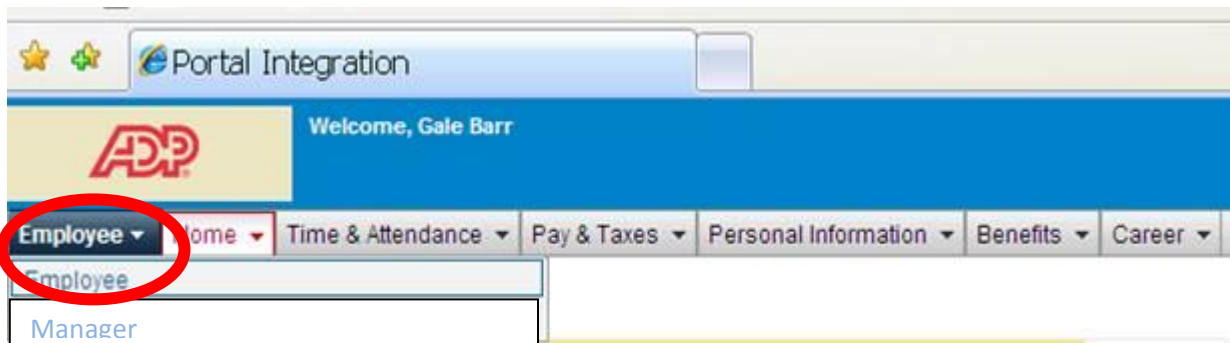 Portal Integration
ADP
Welcome, Gale Barr
Employee Home Time & Attendance Pay & Taxes Personal Information Benefits Career
Employee
Manager